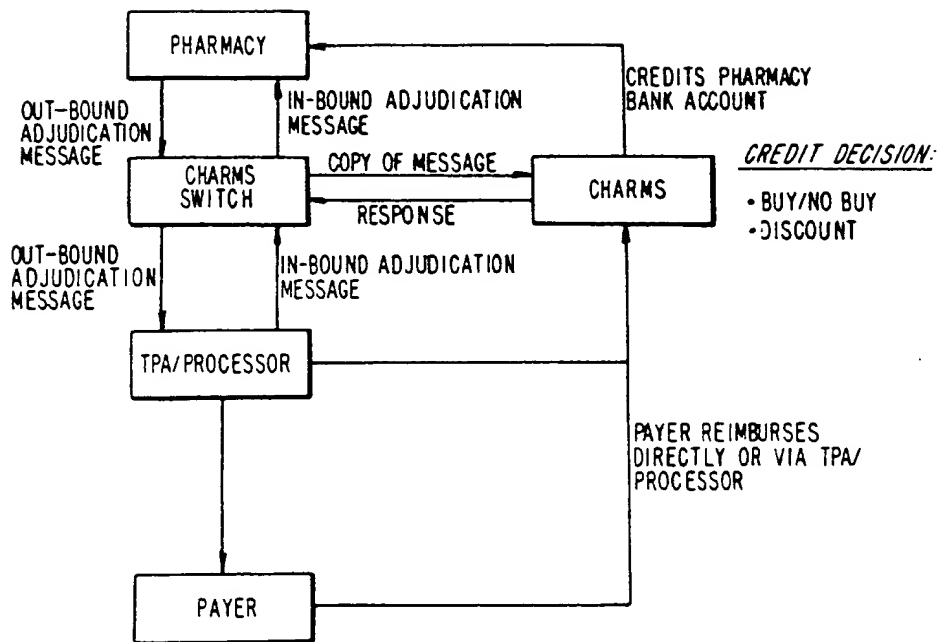 PHARMACY
CREDITS PHARMACY
BANK ACCOUNT
OUT-BOUND
ADJUDICATION
MESSAGE
IN-BOUND ADJUDICATION
MESSAGE
CHARMS
SWITCH
COPY OF MESSAGE
RESPONSE
CHARMS
CREDIT DECISION:
• BUY/NO BUY
• DISCOUNT
OUT-BOUND
ADJUDICATION
MESSAGE
IN-BOUND ADJUDICATION
MESSAGE
TPA/PROCESSOR
PAYER REIMBURSES
DIRECTLY OR VIA TPA/
PROCESSOR
PAYER